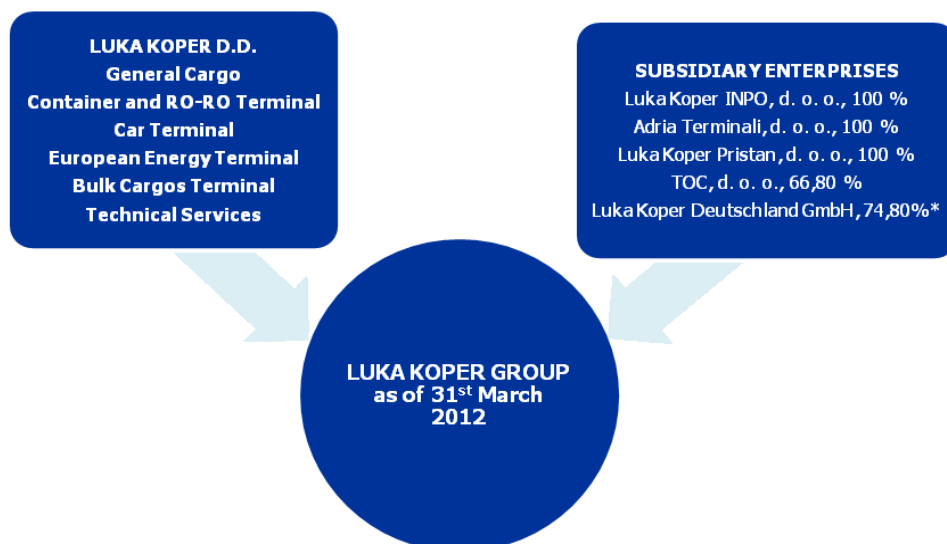 LUKA KOPER D.D.
General Cargo
Container and RO-RO Terminal
Car Terminal
European Energy Terminal
Bulk Cargos Terminal
Technical Services
SUBSIDIARY ENTERPRISES
Luka Koper INPO, d. o. o., 100 %
Adria Terminali, d. o. o., 100 %
Luka Koper Pristan, d. o. o., 100 %
TOC, d. o. o., 66,80 %
Luka Koper Deutschland GmbH, 74,80%*
LUKA KOPER GROUP
as of 31st March
2012